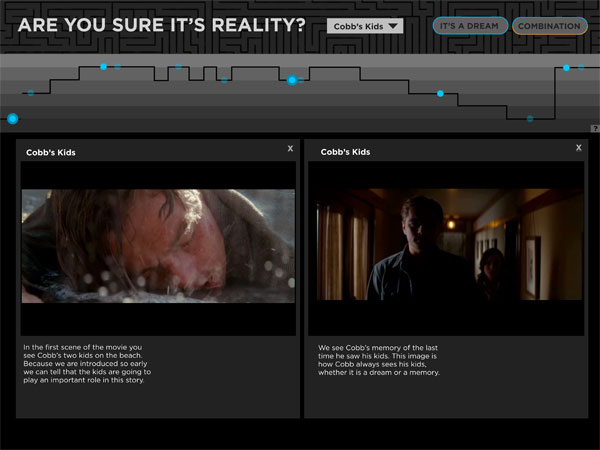 ARE YOU SURE IT'S REALITY?
Cobb's Kids
IT'S A DREAM
COMBINATION
?
Cobb's Kids
X
Cobb's Kids
X
In the first scene of the movie you
see Cobb's two kids on the beach.
Because we are introduced so early
we can tell that the kids are going to
play an important role in this story.
We see Cobb's memory of the last
time he saw his kids. This image is
how Cobb always sees his kids,
whether it is a dream or a memory.